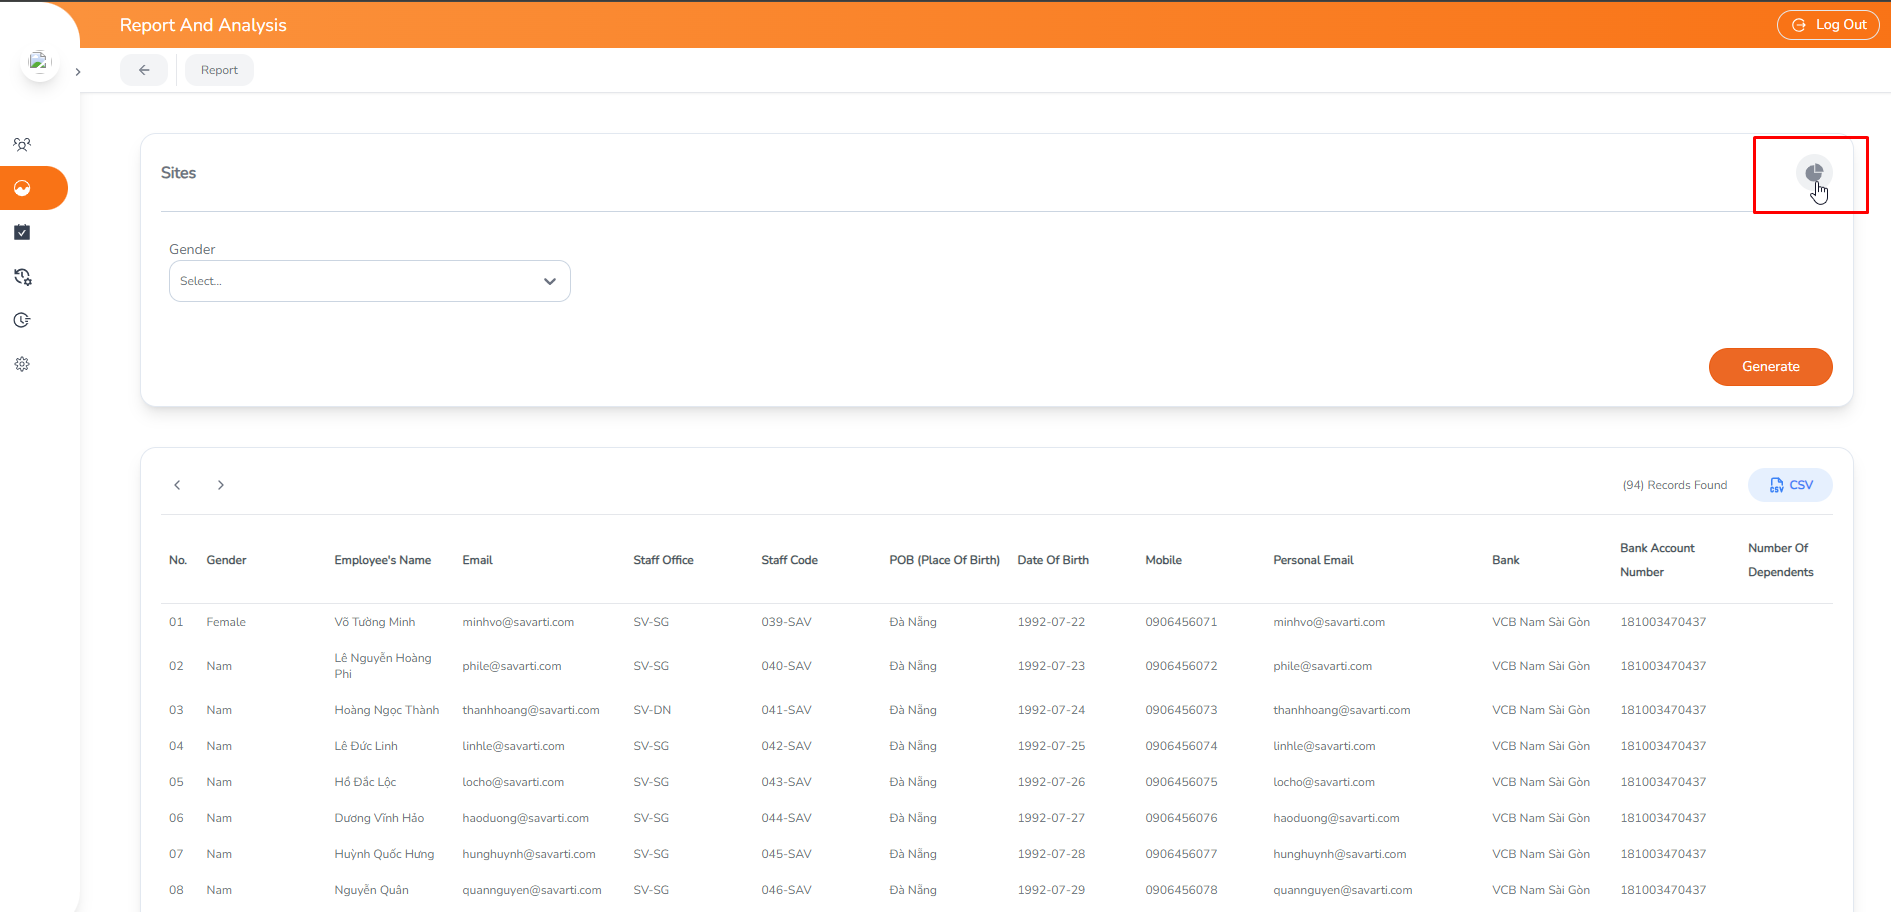 Report And Analysis
Log Out
Report
Sites
Gender
Select...
Generate
(94) Records Found
CSV CSV
No. Gender Employee's Name Email Staff Office Staff Code POB (Place Of Birth) Date Of Birth Mobile Personal Email Bank Bank Account Number Number Of Dependents
01 Female Võ Tường Minh minhvo@savarti.com SV-SG 039-SAV Đà Nẵng 1992-07-22 0906456071 minhvo@savarti.com VCB Nam Sài Gòn 181003470437
02 Nam Lê Nguyễn Hoàng Phi phile@savarti.com SV-SG 040-SAV Đà Nẵng 1992-07-23 0906456072 phile@savarti.com VCB Nam Sài Gòn 181003470437
03 Nam Hoàng Ngọc Thành thanhhoang@savarti.com SV-DN 041-SAV Đà Nẵng 1992-07-24 0906456073 thanhhoang@savarti.com VCB Nam Sài Gòn 181003470437
04 Nam Lê Đức Linh linhle@savarti.com SV-SG 042-SAV Đà Nẵng 1992-07-25 0906456074 linhle@savarti.com VCB Nam Sài Gòn 181003470437
05 Nam Hồ Đắc Lộc locho@savarti.com SV-SG 043-SAV Đà Nẵng 1992-07-26 0906456075 locho@savarti.com VCB Nam Sài Gòn 181003470437
06 Nam Dương Vĩnh Hảo haoduong@savarti.com SV-SG 044-SAV Đà Nẵng 1992-07-27 0906456076 haoduong@savarti.com VCB Nam Sài Gòn 181003470437
07 Nam Huỳnh Quốc Hưng hunghuynh@savarti.com SV-SG 045-SAV Đà Nẵng 1992-07-28 0906456077 hunghuynh@savarti.com VCB Nam Sài Gòn 181003470437
08 Nam Nguyễn Quân quannguyen@savarti.com SV-SG 046-SAV Đà Nẵng 1992-07-29 0906456078 quannguyen@savarti.com VCB Nam Sài Gòn 181003470437